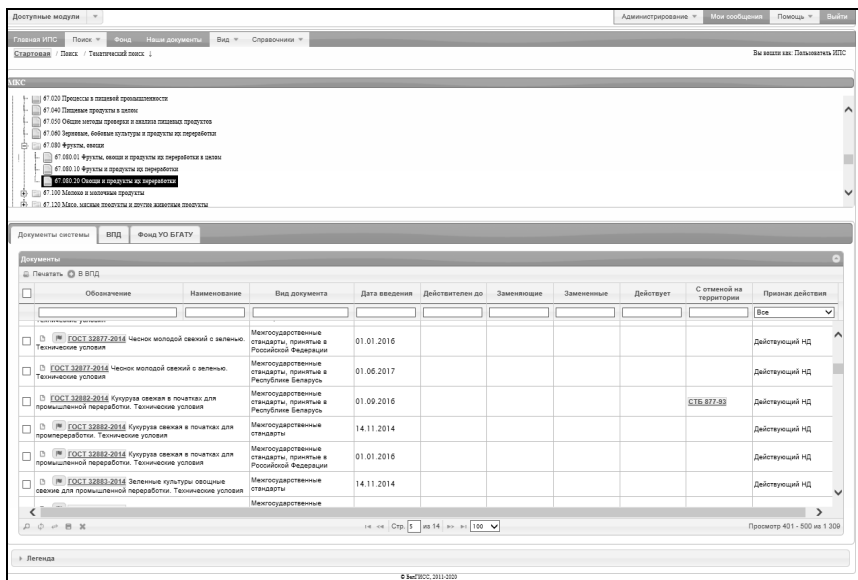 Доступные модули
Администрирование Мои сообщения Помощь Выйти
Главная ИПС Поиск Фонд Наши документы Вид Справочники
Стартовая / Поиск / Тематический поиск ↓ Вы вошли как: Пользователь ИПС
МКС
67.020 Процессы в пищевой промышленности
67.040 Пищевые продукты в целом
67.050 Общие методы проверки и анализа пищевых продуктов
67.060 Зерновые, бобовые культуры и продукты их переработки
67.080 Фрукты, овощи
67.080.01 Фрукты, овощи и продукты их переработки в целом
67.080.10 Фрукты и продукты их переработки
67.080.20 Овощи и продукты их переработки
67.100 Молоко и молочные продукты
67.120 Мясо, мясные продукты и другие животные продукты
Документы системы ВПД Фонд УО БГАТУ
Документы
Печатать В ВПД
Обозначение Наименование Вид документа Дата введения Действителен до Заменяющие Замененные Действует С отменой на территории Признак действия
Все
Технические условия
ГОСТ 32877-2014 Чеснок молодой свежий с зеленью. Технические условия
Межгосударственные стандарты, принятые в Российской Федерации
01.01.2016
Действующий НД
ГОСТ 32877-2014 Чеснок молодой свежий с зеленью. Технические условия
Межгосударственные стандарты, принятые в Республике Беларусь
01.06.2017
Действующий НД
ГОСТ 32882-2014 Кукуруза свежая в початках для промышленной переработки. Технические условия
Межгосударственные стандарты, принятые в Республике Беларусь
01.09.2016
СТБ 877-93
Действующий НД
ГОСТ 32882-2014 Кукуруза свежая в початках для промпереработки. Технические условия
Межгосударственные стандарты
14.11.2014
Действующий НД
ГОСТ 32882-2014 Кукуруза свежая в початках для промышленной переработки. Технические условия
Межгосударственные стандарты, принятые в Российской Федерации
01.01.2016
Действующий НД
ГОСТ 32883-2014 Зеленные культуры овощные свежие для промышленной переработки. Технические условия
Межгосударственные стандарты
14.11.2014
Действующий НД
Межгосударственные
Стр. 5 из 14 100 Просмотр 401 - 500 из 1 309
Легенда
© БелГИСС, 2011-2020